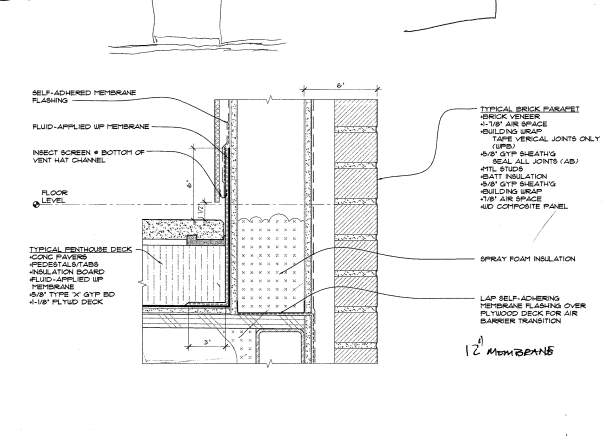 6'
SELF-ADHERED MEMBRANE
FLASHING
FLUID-APPLIED WP MEMBRANE
INSECT SCREEN @ BOTTOM OF
VENT HAT CHANNEL
6'
1/2'
FLOOR
LEVEL
TYPICAL PENTHOUSE DECK
•CONC PAVERS
•PEDESTALS/TABS
•INSULATION BOARD
•FLUID-APPLIED WP
MEMBRANE
•5/8" TYPE 'X' GYP BD
•1-1/8" PLYWD DECK
3'
TYPICAL BRICK PARAPET
•BRICK VENEER
•1-7/8" AIR SPACE
•BUILDING WRAP
TAPE VERICAL JOINTS ONLY
(WPB)
•5/8" GYP SHEATH'G
SEAL ALL JOINTS (AB)
•MTL STUDS
•BATT INSULATION
•5/8" GYP SHEATH'G
•BUILDING WRAP
•7/8" AIR SPACE
•WD COMPOSITE PANEL
SPRAY FOAM INSULATION
LAP SELF-ADHERING
MEMBRANE FLASHING OVER
PLYWOOD DECK FOR AIR
BARRIER TRANSITION
12" MEMBRANE